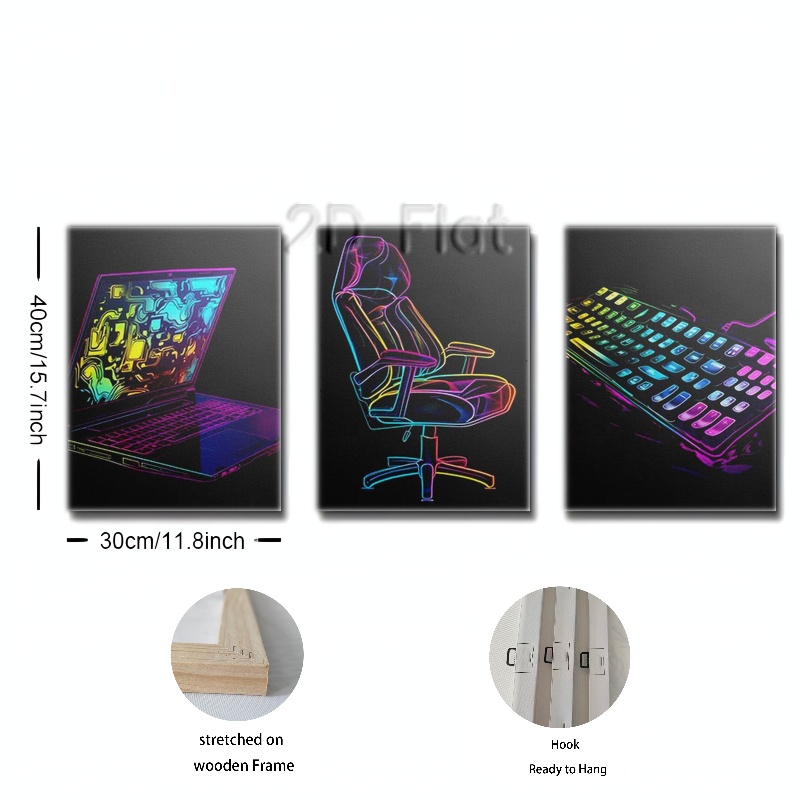 2D Flat
40cm/15.7inch
30cm/11.8inch
stretched on
wooden Frame
Hook
Ready to Hang